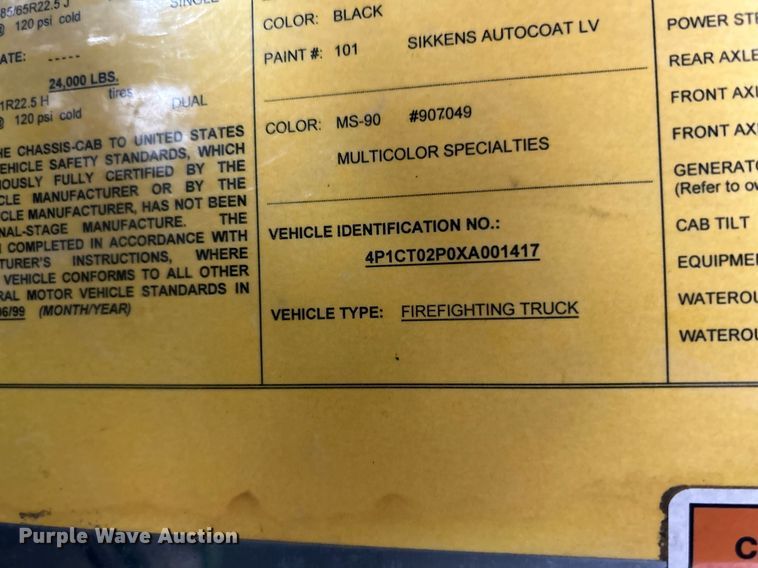 85/65R22.5 J SINGLE
@ 120 psi cold
ATE: -----
24,000 LBS.
1R22.5 H tires DUAL
@ 120 psi cold
HE CHASSIS-CAB TO UNITED STATES
EHICLE SAFETY STANDARDS, WHICH
IOUSLY FULLY CERTIFIED BY THE
CLE MANUFACTURER OR BY THE
ICLE MANUFACTURER, HAS NOT BEEN
NAL-STAGE MANUFACTURE. THE
N COMPLETED IN ACCORDANCE WITH
TURER'S INSTRUCTIONS, WHERE
VEHICLE CONFORMS TO ALL OTHER
RAL MOTOR VEHICLE STANDARDS IN
06/99 (MONTH/YEAR)
COLOR: BLACK
PAINT #: 101 SIKKENS AUTOCOAT LV
COLOR: MS-90 #907049
MULTICOLOR SPECIALTIES
VEHICLE IDENTIFICATION NO.:
4P1CT02P0XA001417
VEHICLE TYPE: FIREFIGHTING TRUCK
POWER STE
REAR AXLE
FRONT AXL
FRONT AX
GENERATO
(Refer to ow
CAB TILT
EQUIPME
WATEROU
WATEROU
C
Purple Wave Auction